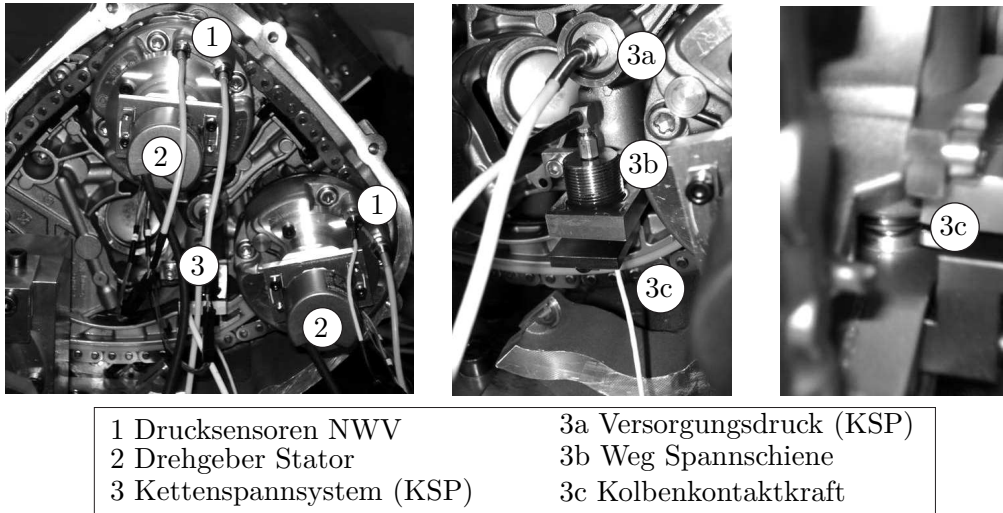 1
2
1
3
2
3a
3b
3c
3c
1 Drucksensoren NWV
2 Drehgeber Stator
3 Kettenspannsystem (KSP)
3a Versorgungsdruck (KSP)
3b Weg Spannschiene
3c Kolbenkontaktkraft